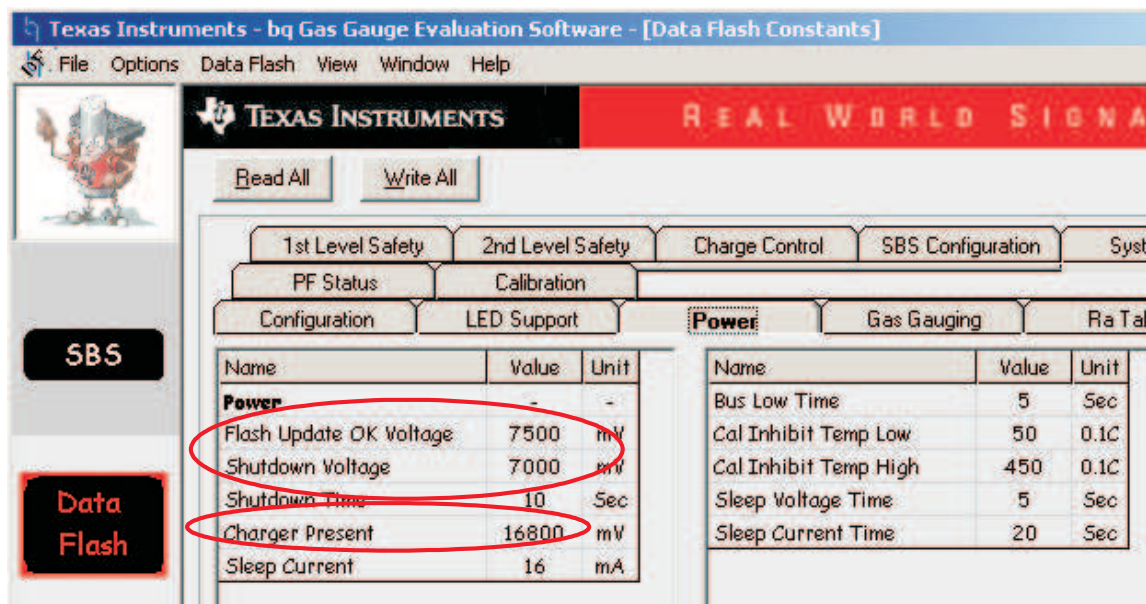 Texas Instruments - bq Gas Gauge Evaluation Software - [Data Flash Constants]
File Options Data Flash View Window Help
TEXAS INSTRUMENTS REAL WORLD SIGNA
Read All Write All
1st Level Safety 2nd Level Safety Charge Control SBS Configuration Syst
PF Status Calibration
Configuration LED Support Power Gas Gauging Ra Tal
SBS
Data
Flash
Name Value Unit
Power - -
Flash Update OK Voltage 7500 mV
Shutdown Voltage 7000 mV
Shutdown Time 10 Sec
Charger Present 16800 mV
Sleep Current 16 mA
Name Value Unit
Bus Low Time 5 Sec
Cal Inhibit Temp Low 50 0.1C
Cal Inhibit Temp High 450 0.1C
Sleep Voltage Time 5 Sec
Sleep Current Time 20 Sec